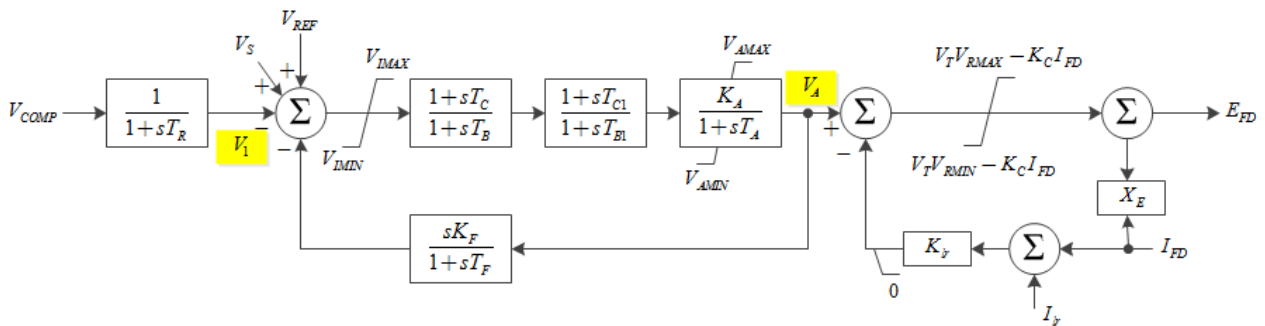 V_REF
V_S
V_IMAX
V_AMAX
V_T V_RMAX − K_C I_FD
+
+
V_COMP
1
1 + sT_R
−
Σ
1 + sT_C
1 + sT_B
1 + sT_C1
1 + sT_B1
K_A
1 + sT_A
V_A
+
Σ
Σ
E_FD
V_1
−
V_IMIN
V_AMIN
−
V_T V_RMIN − K_C I_FD
X_E
sK_F
1 + sT_F
K_lr
Σ
I_FD
0
I_lr